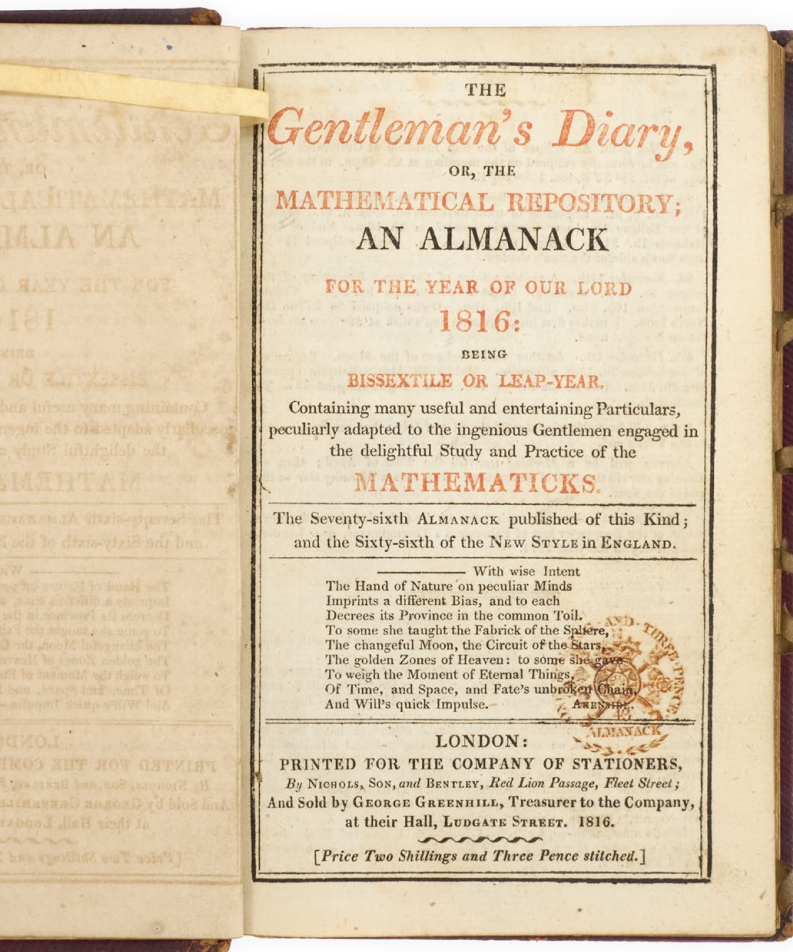 THE
Gentleman's Diary,
OR, THE
MATHEMATICAL REPOSITORY;
AN ALMANACK
FOR THE YEAR OF OUR LORD
1816:
BEING
BISSEXTILE OR LEAP-YEAR.
Containing many useful and entertaining Particulars,
peculiarly adapted to the ingenious Gentlemen engaged in
the delightful Study and Practice of the
MATHEMATICKS.
The Seventy-sixth ALMANACK published of this Kind;
and the Sixty-sixth of the NEW STYLE in ENGLAND.
——— With wise Intent
The Hand of Nature on peculiar Minds
Imprints a different Bias, and to each
Decrees its Province in the common Toil.
To some she taught the Fabrick of the Sphere,
The changeful Moon, the Circuit of the Stars,
The golden Zones of Heaven: to some she gave
To weigh the Moment of Eternal Things,
Of Time, and Space, and Fate's unbroken Chain,
And Will's quick Impulse. AKENSIDE.
AND THREE PENCE
ALMANACK
LONDON:
PRINTED FOR THE COMPANY OF STATIONERS,
By NICHOLS, SON, and BENTLEY, Red Lion Passage, Fleet Street;
And Sold by GEORGE GREENHILL, Treasurer to the Company,
at their Hall, LUDGATE STREET. 1816.
[Price Two Shillings and Three Pence stitched.]